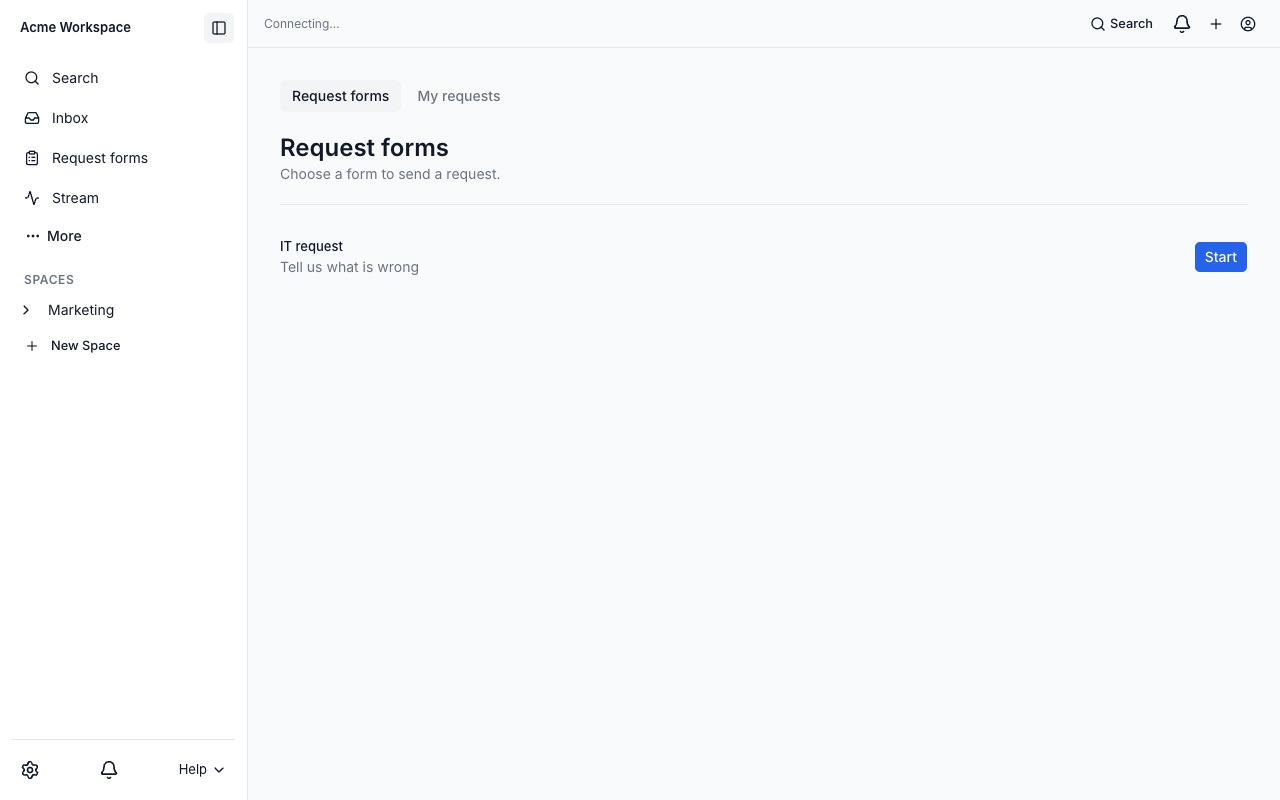 Acme Workspace
Search
Inbox
Request forms
Stream
More
SPACES
Marketing
New Space
Help
Connecting...
Search
Request forms
My requests
Request forms
Choose a form to send a request.
IT request
Tell us what is wrong
Start